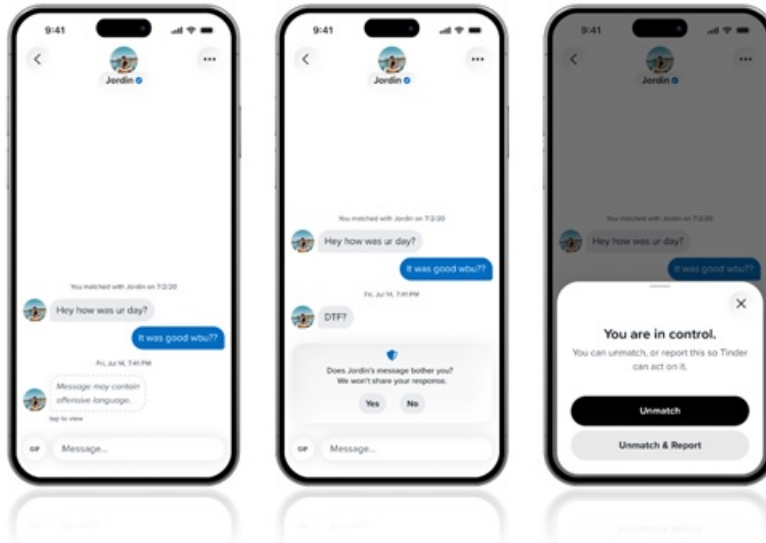 9:41
Jordin
You matched with Jordin on 7/2/20
Hey how was ur day?
It was good wbu??
Fri, Jul 14, 7:41 PM
Message may contain
offensive language.
tap to view
GIF
Message...
9:41
Jordin
You matched with Jordin on 7/2/20
Hey how was ur day?
It was good wbu??
Fri, Jul 14, 7:41 PM
DTF?
Does Jordin's message bother you?
We won't share your response.
Yes No
GIF
Message...
9:41
Jordin
You matched with Jordin on 7/2/20
Hey how was ur day?
It was good wbu??
You are in control.
You can unmatch, or report this so Tinder
can act on it.
Unmatch
Unmatch & Report